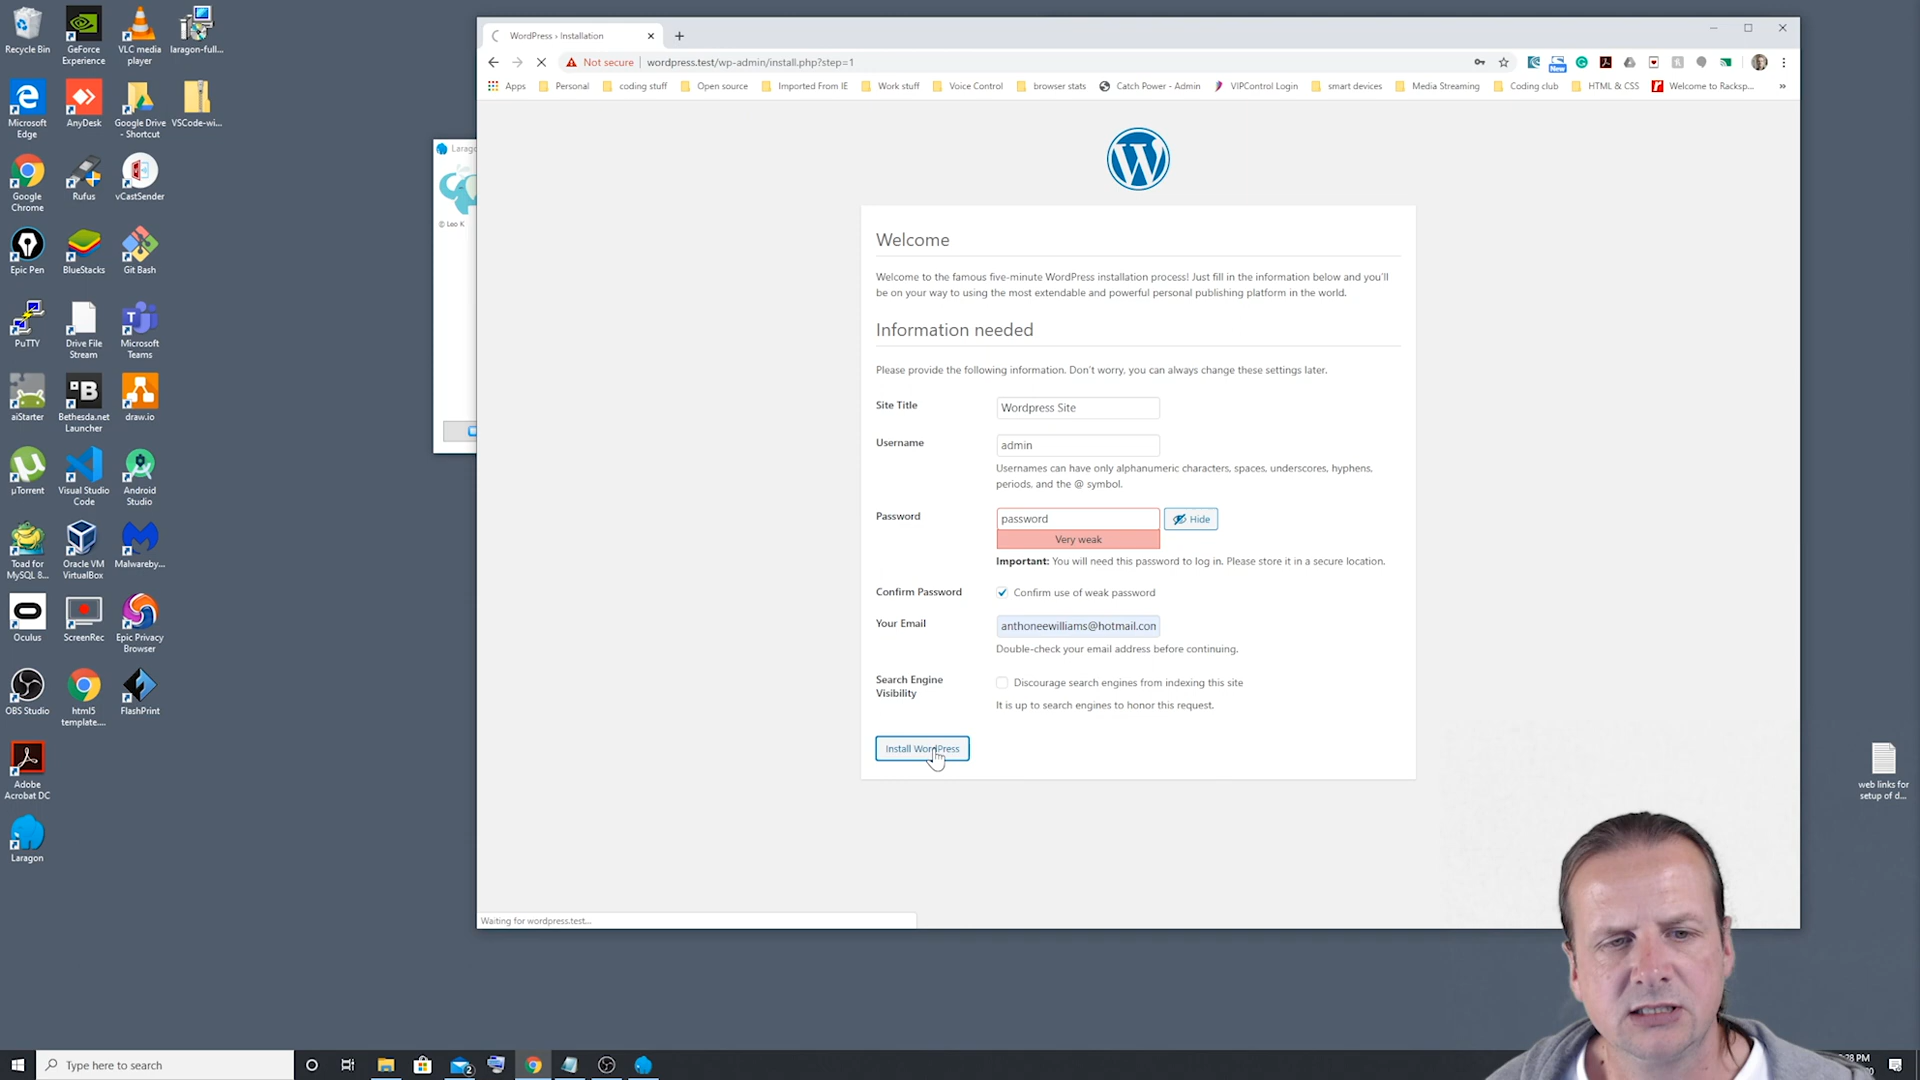 Recycle Bin
GeForce
Experience
VLC media
player
laragon-full...
Microsoft
Edge
AnyDesk
Google Drive
- Shortcut
VSCode-wi...
Google
Chrome
Rufus
vCastSender
Epic Pen
BlueStacks
Git Bash
PuTTY
Drive File
Stream
Microsoft
Teams
aiStarter
Bethesda.net
Launcher
draw.io
µTorrent
Visual Studio
Code
Android
Studio
Toad for
MySQL 8...
Oracle VM
VirtualBox
Malwareby...
Oculus
ScreenRec
Epic Privacy
Browser
OBS Studio
html5
template....
FlashPrint
Adobe
Acrobat DC
Laragon
Larago
© Leo K
WordPress › Installation
Not secure
wordpress.test/wp-admin/install.php?step=1
New
Apps
Personal
coding stuff
Open source
Imported From IE
Work stuff
Voice Control
browser stats
Catch Power - Admin
VIPControl Login
smart devices
Media Streaming
Coding club
HTML & CSS
Welcome to Racksp...
»
Welcome
Welcome to the famous five-minute WordPress installation process! Just fill in the information below and you'll
be on your way to using the most extendable and powerful personal publishing platform in the world.
Information needed
Please provide the following information. Don't worry, you can always change these settings later.
Site Title
Wordpress Site
Username
admin
Usernames can have only alphanumeric characters, spaces, underscores, hyphens,
periods, and the @ symbol.
Password
password
Hide
Very weak
Important: You will need this password to log in. Please store it in a secure location.
Confirm Password
Confirm use of weak password
Your Email
anthoneewilliams@hotmail.com
Double-check your email address before continuing.
Search Engine
Visibility
Discourage search engines from indexing this site
It is up to search engines to honor this request.
Install WordPress
Waiting for wordpress.test...
web links for
setup of d...
Type here to search
2